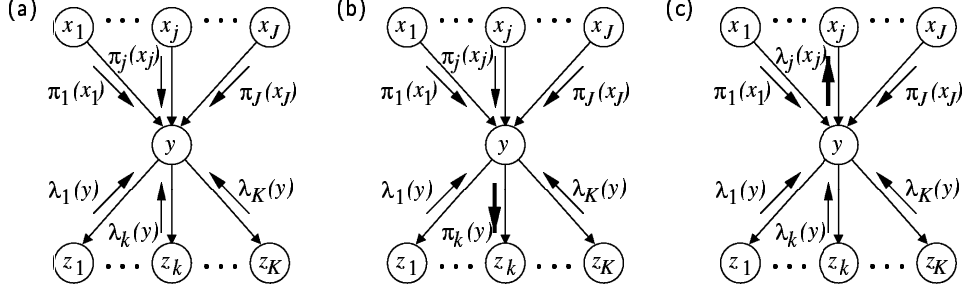 (a) x1 ··· xj ··· xJ (b) x1 ··· xj ··· xJ (c) x1 ··· xj ··· xJ
πj(xj) πj(xj) λj(xj)
π1(x1) πJ(xJ) π1(x1) πJ(xJ) π1(x1) πJ(xJ)
y y y
λ1(y) λK(y) λ1(y) λK(y) λ1(y) λK(y)
λk(y) πk(y) λk(y)
z1 ··· zk ··· zK z1 ··· zk ··· zK z1 ··· zk ··· zK